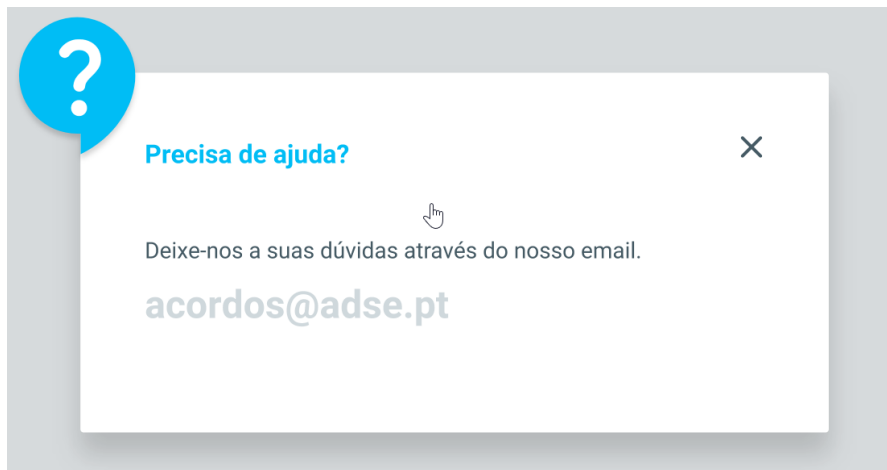 ?
Precisa de ajuda?
Deixe-nos a suas dúvidas através do nosso email.
acordos@adse.pt